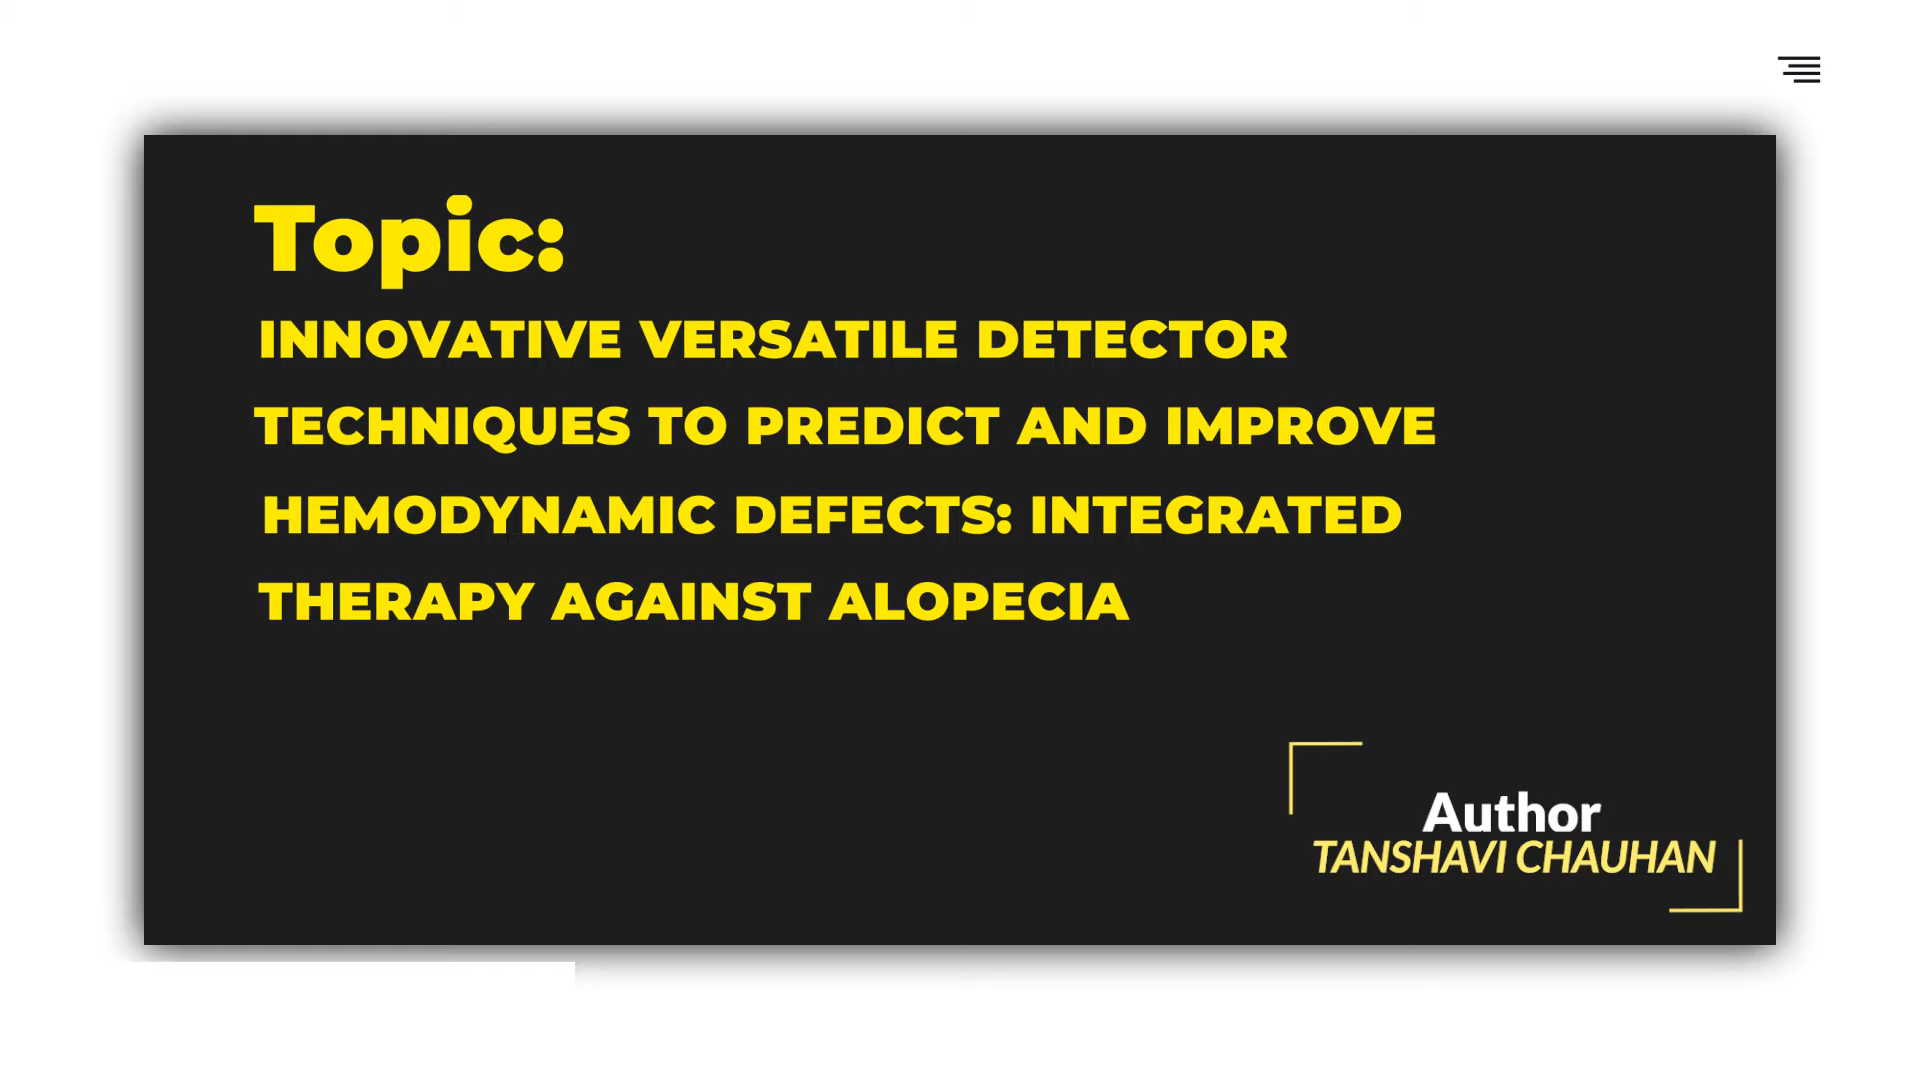 Topic:
INNOVATIVE VERSATILE DETECTOR
TECHNIQUES TO PREDICT AND IMPROVE
HEMODYNAMIC DEFECTS: INTEGRATED
THERAPY AGAINST ALOPECIA
Author
TANSHAVI CHAUHAN